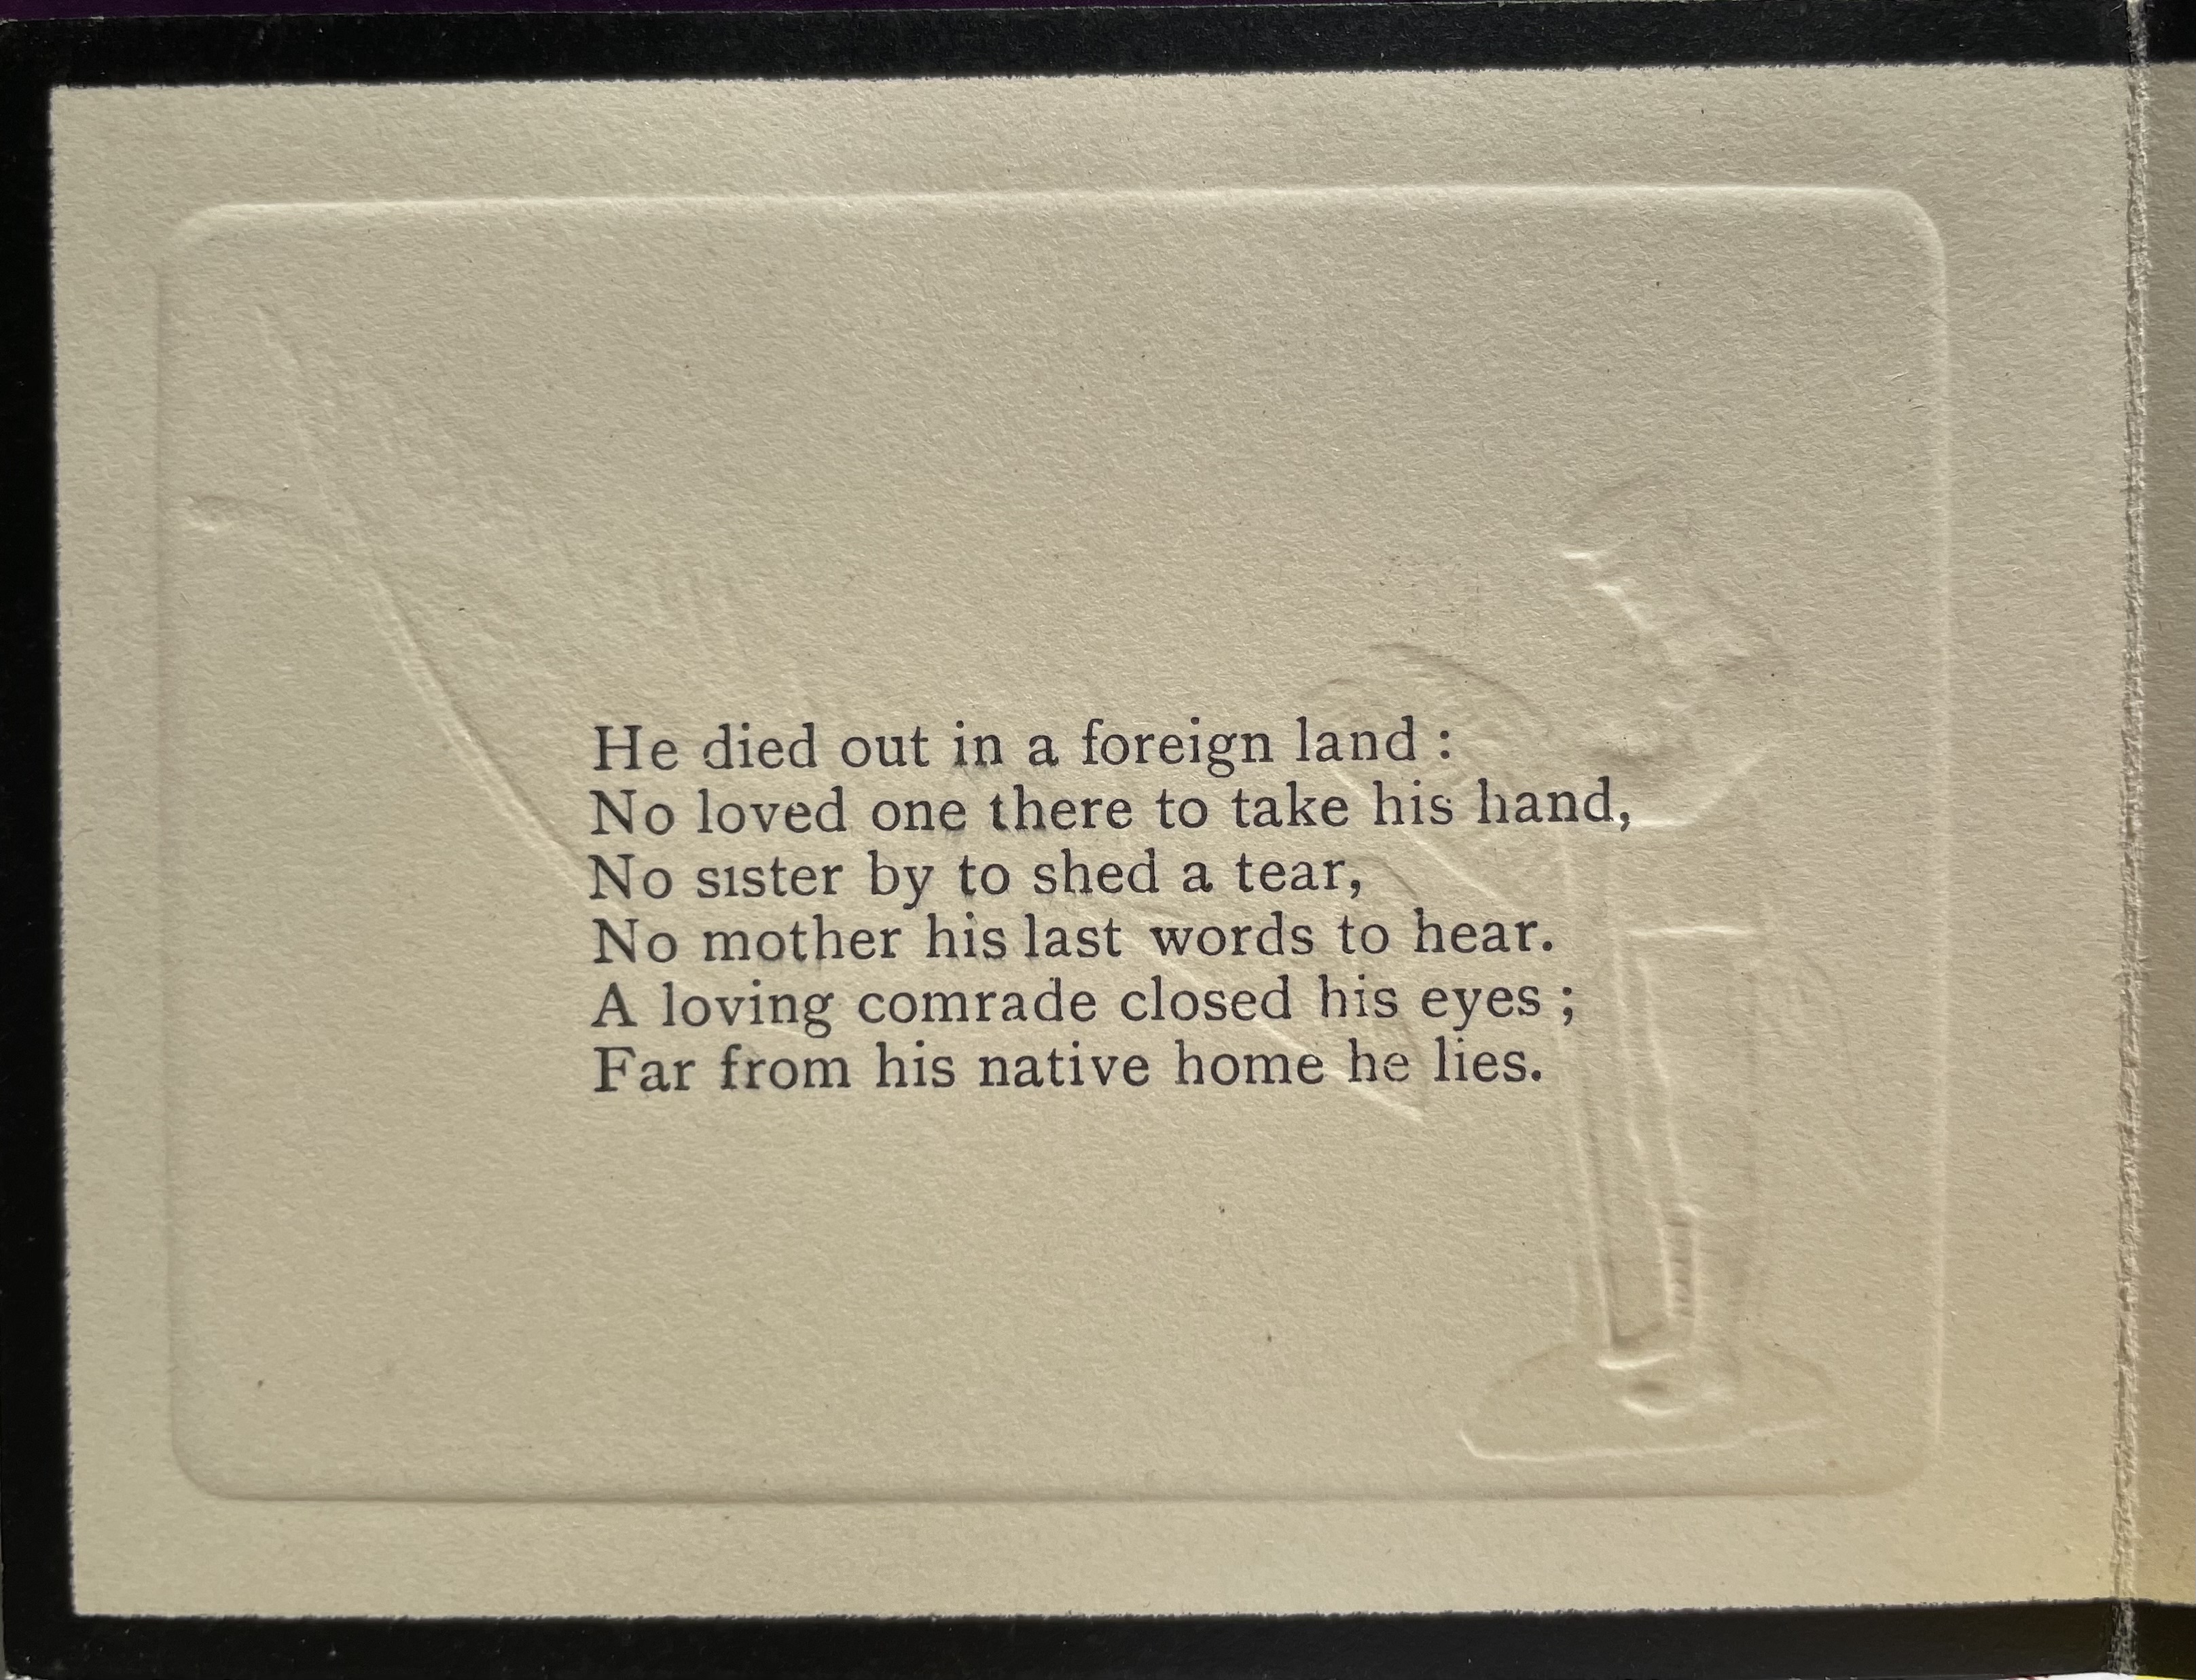 He died out in a foreign land :
No loved one there to take his hand,
No sister by to shed a tear,
No mother his last words to hear.
A loving comrade closed his eyes ;
Far from his native home he lies.